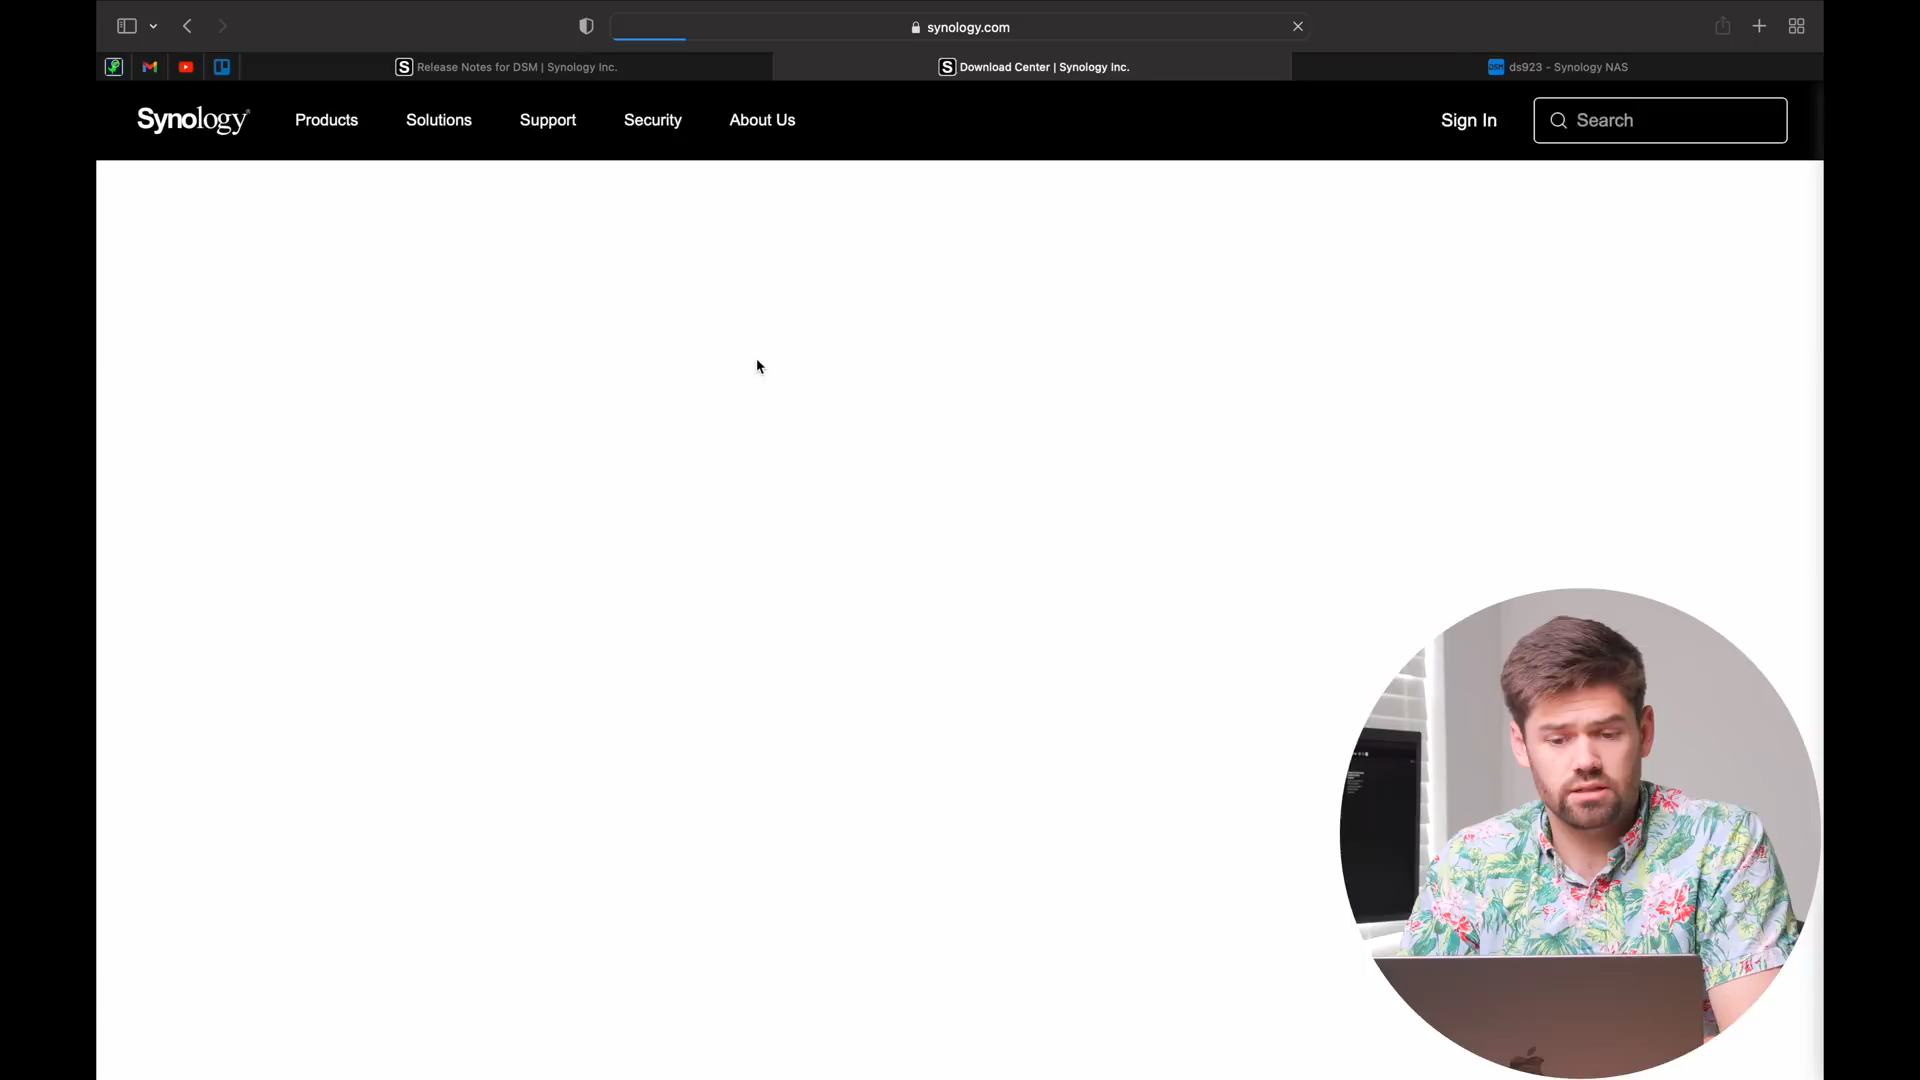 synology.com
Release Notes for DSM | Synology Inc.
Download Center | Synology Inc.
DSM ds923 - Synology NAS
Synology
Products
Solutions
Support
Security
About Us
Sign In
Search